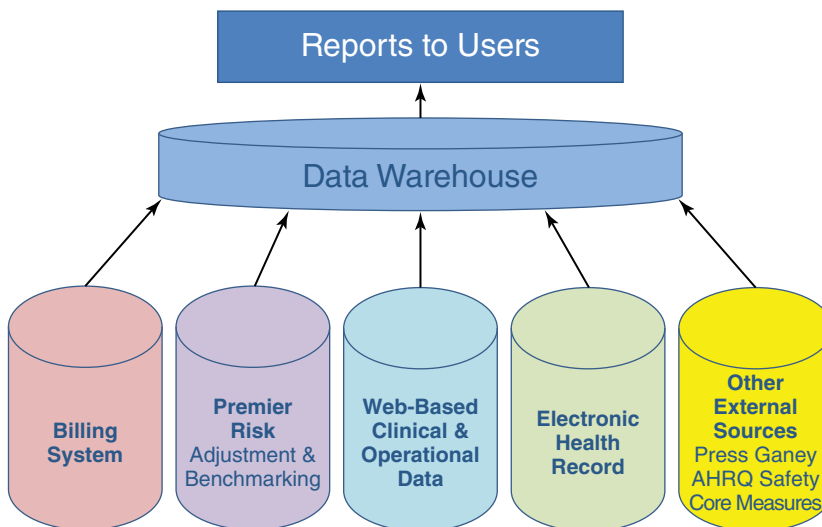 Reports to Users
Data Warehouse
Billing
System
Premier
Risk
Adjustment &
Benchmarking
Web-Based
Clinical &
Operational
Data
Electronic
Health
Record
Other
External
Sources
Press Ganey
AHRQ Safety
Core Measures